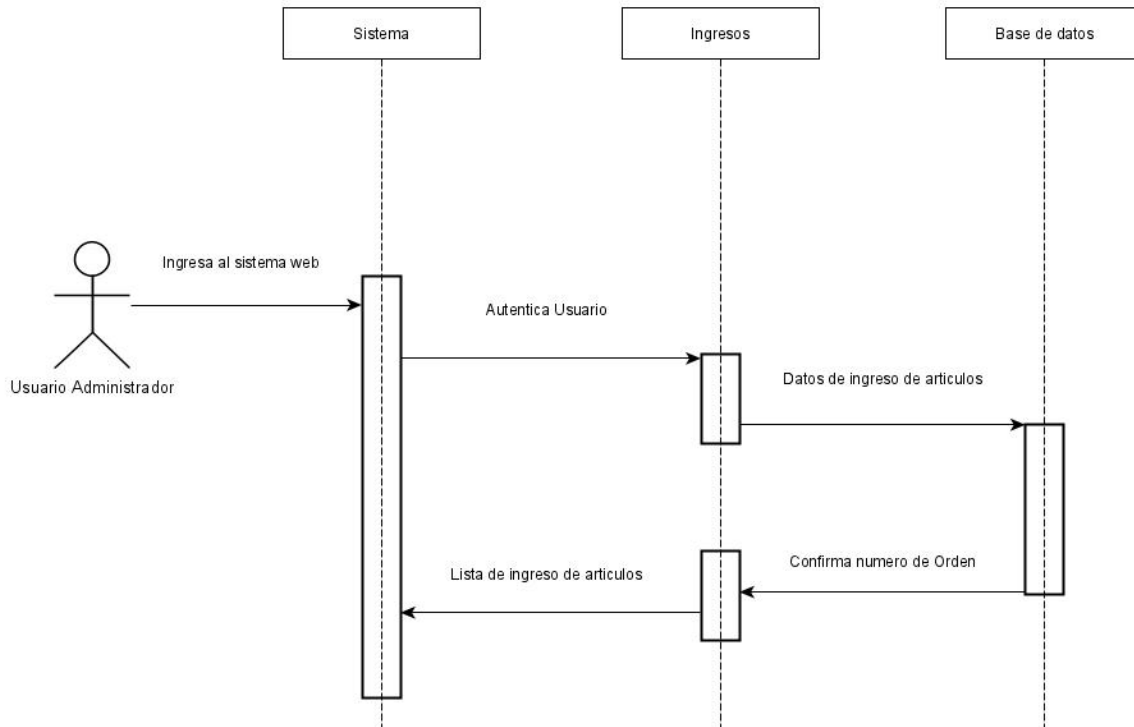 Sistema
Ingresos
Base de datos
Ingresa al sistema web
Autentica Usuario
Usuario Administrador
Datos de ingreso de articulos
Confirma numero de Orden
Lista de ingreso de articulos